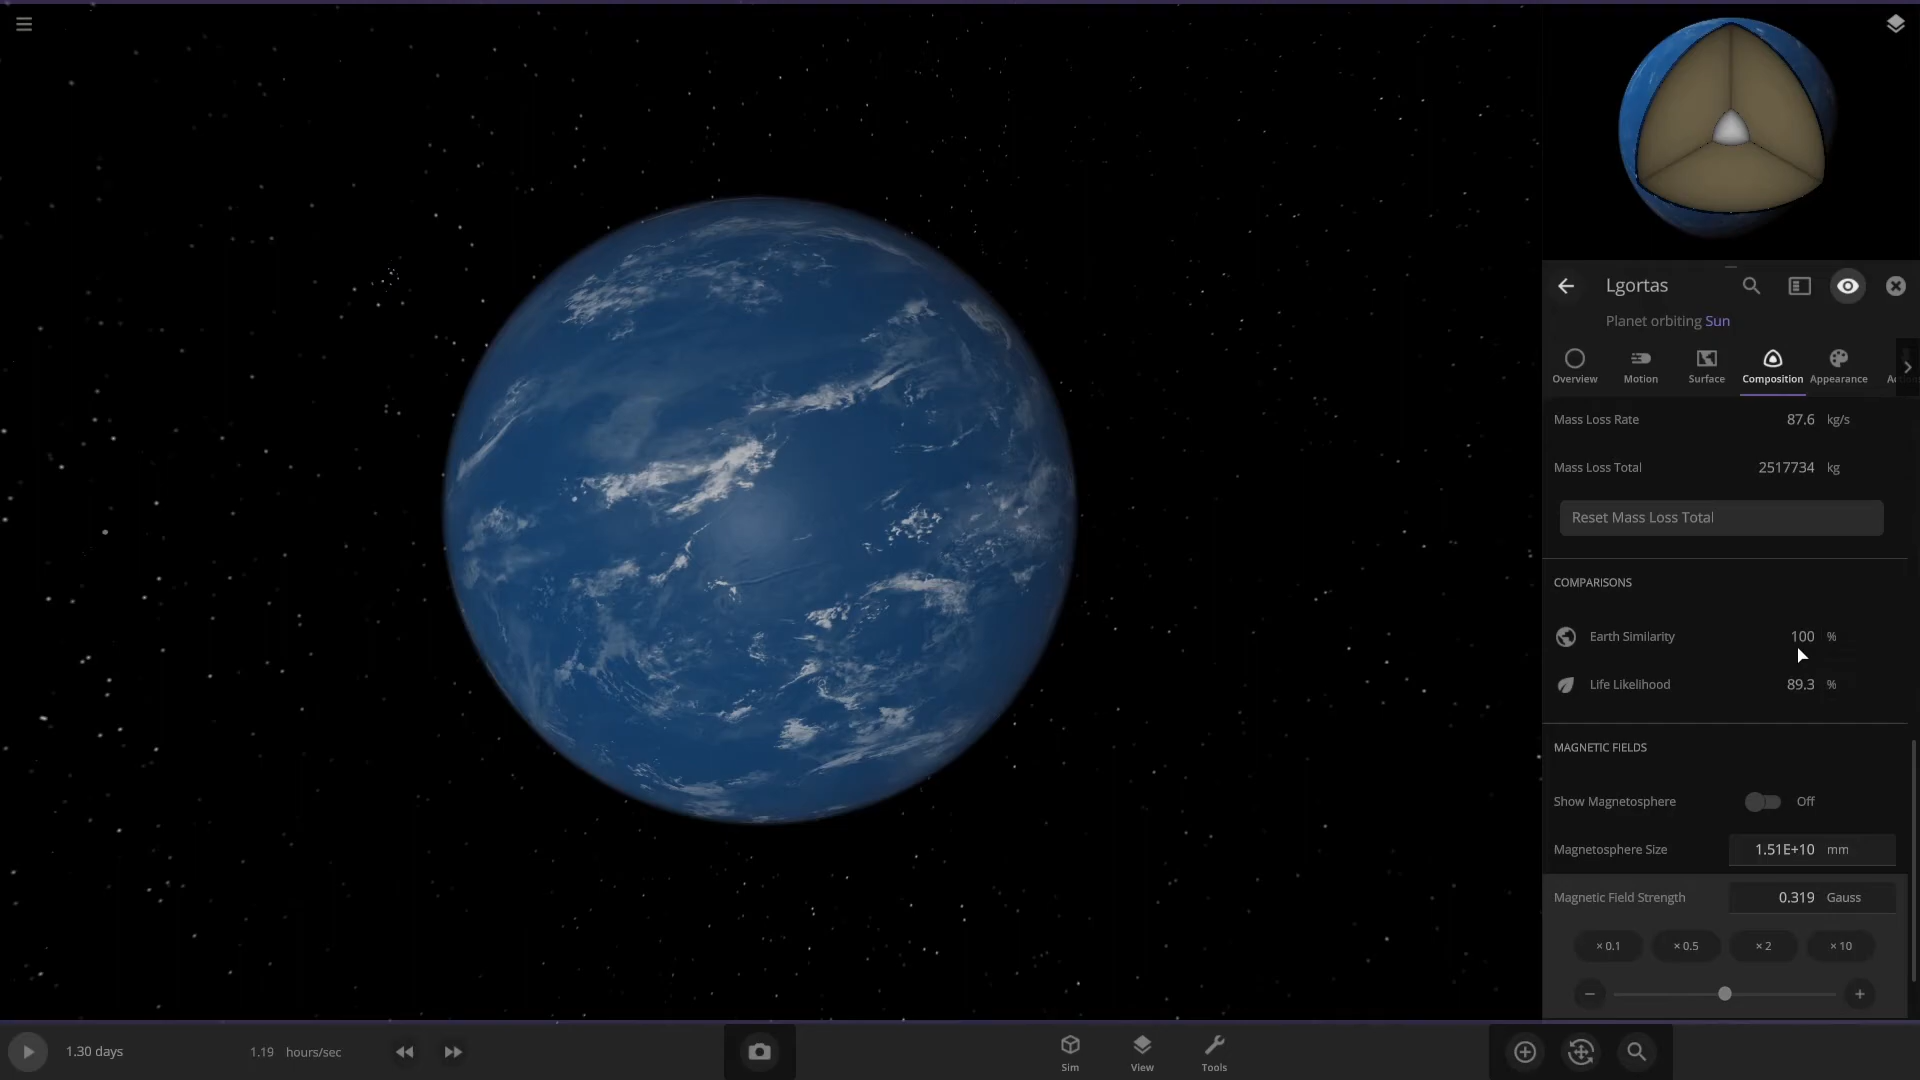 Lgortas
Planet orbiting Sun
Overview Motion Surface Composition Appearance
Mass Loss Rate 87.6 kg/s
Mass Loss Total 2517734 kg
Reset Mass Loss Total
COMPARISONS
Earth Similarity 100 %
Life Likelihood 89.3 %
MAGNETIC FIELDS
Show Magnetosphere Off
Magnetosphere Size 1.51E+10 mm
Magnetic Field Strength 0.319 Gauss
× 0.1 × 0.5 × 2 × 10
1.30 days 1.19 hours/sec
Sim View Tools